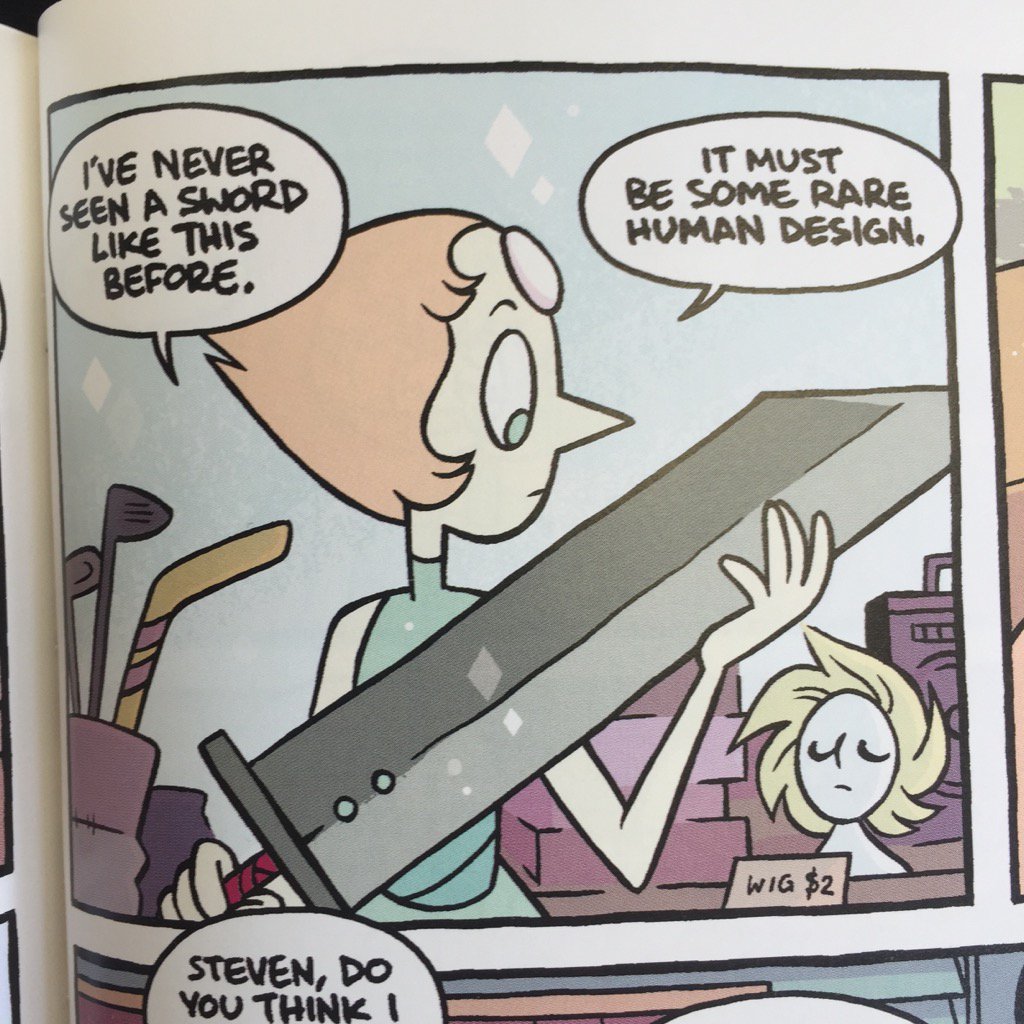 I'VE NEVER
SEEN A SWORD
LIKE THIS
BEFORE.
IT MUST
BE SOME RARE
HUMAN DESIGN.
WIG $2
STEVEN, DO
YOU THINK I